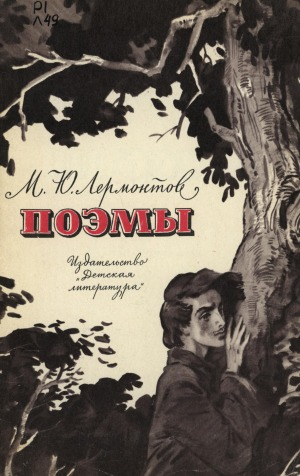 Р1
Л49
М. Ю. Лермонтов
ПОЭМЫ
Издательство
„Детская
литература"